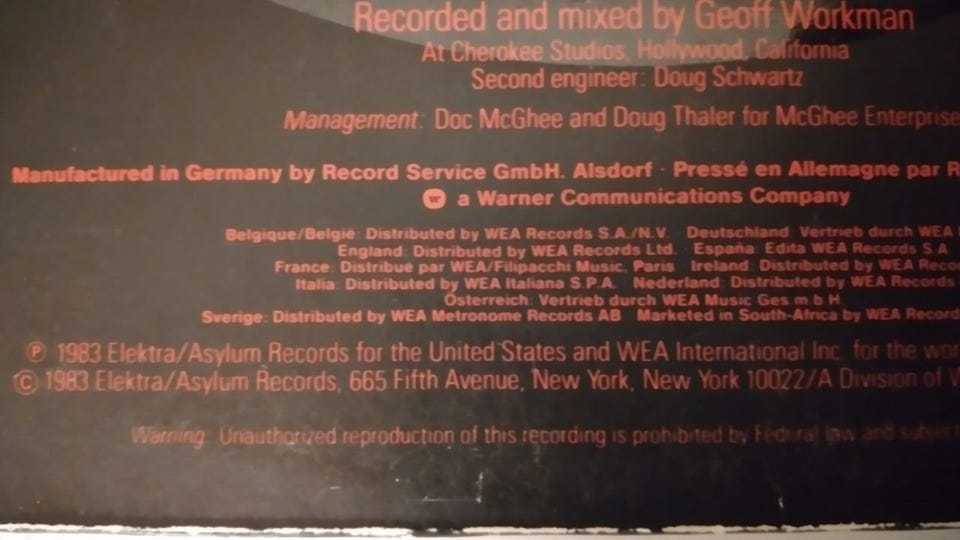 Recorded and mixed by Geoff Workman
At Cherokee Studios, Hollywood, California
Second engineer: Doug Schwartz
Management: Doc McGhee and Doug Thaler for McGhee Enterprise
Manufactured in Germany by Record Service GmbH. Alsdorf · Pressé en Allemagne par R
w a Warner Communications Company
Belgique/België: Distributed by WEA Records S.A./N.V. Deutschland: Vertrieb durch WEA
England: Distributed by WEA Records Ltd. España: Edita WEA Records S.A.
France: Distribué par WEA/Filipacchi Music, Paris Ireland: Distributed by WEA Reco
Italia: Distributed by WEA Italiana S.P.A. Nederland: Distributed by WEA Records
Österreich: Vertrieb durch WEA Music Ges.m.b.H.
Sverige: Distributed by WEA Metronome Records AB Marketed in South-Africa by WEA Record
℗ 1983 Elektra/Asylum Records for the United States and WEA International Inc. for the wor
© 1983 Elektra/Asylum Records, 665 Fifth Avenue, New York, New York 10022/A Division of W
Warning: Unauthorized reproduction of this recording is prohibited by Federal law and subject